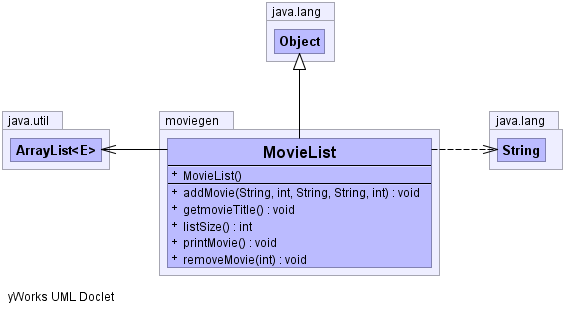 java.lang
Object
java.util
ArrayList<E>
moviegen
MovieList
+ MovieList()
+ addMovie(String, int, String, String, int) : void
+ getmovieTitle() : void
+ listSize() : int
+ printMovie() : void
+ removeMovie(int) : void
java.lang
String
yWorks UML Doclet